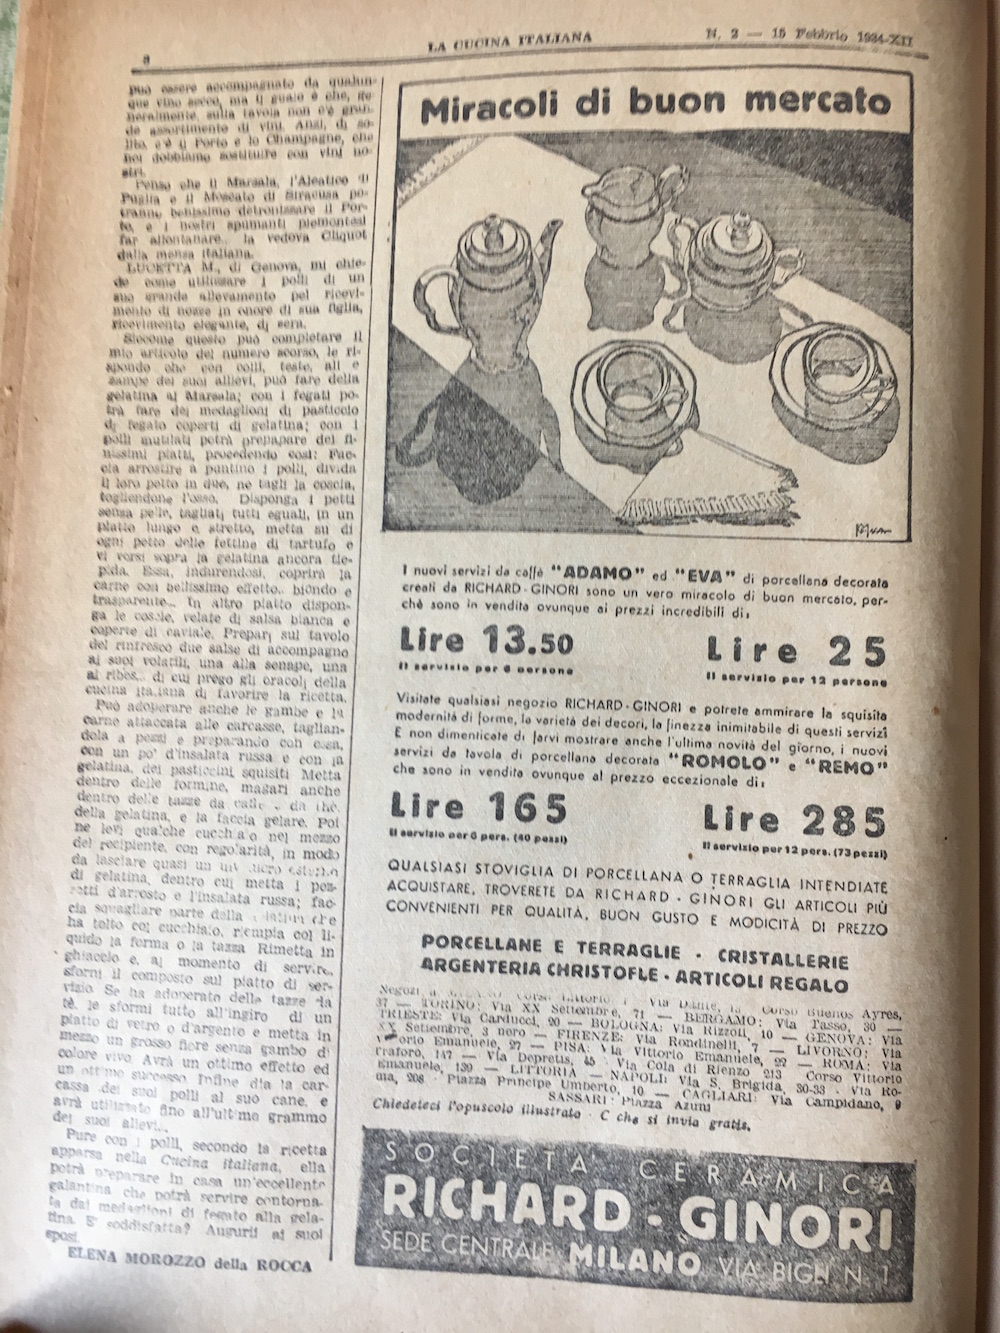 8
LA CUCINA ITALIANA
N. 2 — 15 Febbrio 1934-XII
può essere accompagnato da qualun-
que vino secco, ma il guaio è che, ge-
neralmente, sulla tavola non c'è gran-
de assortimento di vini. Anzi, di so-
lito, c'è il Porto e lo Champagne, che
noi dobbiamo sostituire con vini no-
stri.
Penso che il Marsala, l'Aleatico di
Puglia e il Moscato di Siracusa po-
tranno benissimo detronizzare il Por-
to, e i nostri spumanti piemontesi
far allontanare.. la vedova Cliquot
dalla mensa italiana.
LUCETTA M., di Genova, mi chie-
de come utilizzare i polli di un
suo grande allevamento pel ricevi-
mento di nozze in onore di sua figlia,
ricevimento elegante, di sera.
Siccome questo può completare il
mio articolo del numero scorso, le ri-
spondo che con colli, teste, ali e
zampe dei suoi allievi, può fare della
gelatina al Marsala; con i fegati po-
trà fare dei medaglioni di pasticcio
di fegato coperti di gelatina; con i
polli mutilati potrà prepapare dei fi-
nissimi piatti, procedendo così: Fac-
cia arrostire a puntino i polli, divida
il loro petto in due, ne tagli la coscia,
togliendone l'osso. Disponga i petti
senza pelle, tagliati tutti eguali, in un
piatto lungo e stretto, metta su di
ogni petto delle fettine di tartufo e
vi versi sopra la gelatina ancora tie-
pida. Essa, indurendosi, coprirà la
carne con bellissimo effetto.. biondo e
trasparente... In altro piatto dispon-
ga le coscie, velate di salsa bianca e
coperte di caviale. Prepari sul tavolo
del rinfresco due salse di accompagno
ai suoi volatili, una alla senape, una
al ribes.. di cui prego gli oracoli della
cucina italiana di favorire la ricetta.
Può adoperare anche le gambe e la
carne attaccata alle carcasse, taglian-
dola a pezzi e preparando con essa,
con un po' d'insalata russa e con la
gelatina, dei pasticcini squisiti Metta
dentro delle formine, magari anche
dentro delle tazze da caffè o da thè,
della gelatina, e la faccia gelare. Poi
ne levi qualche cucchiaio nel mezzo
del recipiente, con regolarità, in modo
da lasciare quasi un
di gelatina, dentro cui metta i pez-
zetti d'arrosto e l'insalata russa; fac-
cia squagliare parte della gelatina che
ha tolto col cucchiaio, riempia col li-
quido la forma o la tazza Rimetta in
ghiaccio e, al momento di servire,
sforni il composto sul piatto di ser-
vizio. Se ha adoperato delle tazze da
tè, le sformi tutto all'ingiro di un
piatto di vetro o d'argento e metta in
mezzo un grosso fiore senza gambo di
colore vivo Avrà un ottimo effetto ed
un ottimo successo. Infine dia la car-
cassa dei suoi polli al suo cane, e
avrà utilizzato fino all'ultimo grammo
dei suoi allievi...
Pure con i polli, secondo la ricetta
apparsa nella Cucina italiana, ella
potrà preparare in casa un'eccellente
galantina che potrà servire contorna-
ta dai medaglioni di fegato alla gela-
tina. E' soddisfatta? Augurii ai suoi
sposi.
ELENA MOROZZO della ROCCA
Miracoli di buon mercato
I nuovi servizi da caffè "ADAMO" ed "EVA" di porcellana decorata
creati da RICHARD-GINORI sono un vero miracolo di buon mercato, per-
chè sono in vendita ovunque ai prezzi incredibili di:
Lire 13.50
Il servizio per 6 persone
Lire 25
Il servizio per 12 persone
Visitate qualsiasi negozio RICHARD-GINORI e potrete ammirare la squisita
modernità di forme, la varietà dei decori, la finezza inimitabile di questi servizi
E non dimenticate di farvi mostrare anche l'ultima novità del giorno, i nuovi
servizi da tavola di porcellana decorata "ROMOLO" e "REMO"
che sono in vendita ovunque al prezzo eccezionale di:
Lire 165
Il servizio per 6 pers. (40 pezzi)
Lire 285
Il servizio per 12 pers. (73 pezzi)
QUALSIASI STOVIGLIA DI PORCELLANA O TERRAGLIA INTENDIATE
ACQUISTARE, TROVERETE DA RICHARD - GINORI GLI ARTICOLI PIÙ
CONVENIENTI PER QUALITÀ, BUON GUSTO E MODICITÀ DI PREZZO
PORCELLANE E TERRAGLIE - CRISTALLERIE
ARGENTERIA CHRISTOFLE - ARTICOLI REGALO
Negozi a Corso Littorio 1 Via Dante, 13 Corso Buenos Ayres,
37 — TORINO: Via XX Settembre, 71 — BERGAMO: Via Tasso, 30 —
TRIESTE: Via Carducci, 20 — BOLOGNA: Via Rizzoli, 10 — GENOVA: Via
XX Settembre, 3 nero — FIRENZE: Via Rondinelli, 7 — LIVORNO: Via
Vittorio Emanuele, 27 — PISA: Via Vittorio Emanuele, 22 — ROMA: Via
Traforo, 147 — Via Depretis, 45 Via Cola di Rienzo 213 Corso Vittorio
Emanuele, 139 — LITTORIA — NAPOLI: Via S. Brigida, 30-33 — Via Ro-
ma, 208 - Piazza Principe Umberto, 10 — CAGLIARI: Via Campidano, 9
SASSARI: Piazza Azuni
Chiedeteci l'opuscolo illustrato - C che si invia gratis.
SOCIETÀ CERAMICA
RICHARD - GINORI
SEDE CENTRALE MILANO VIA BIGLI N. 1